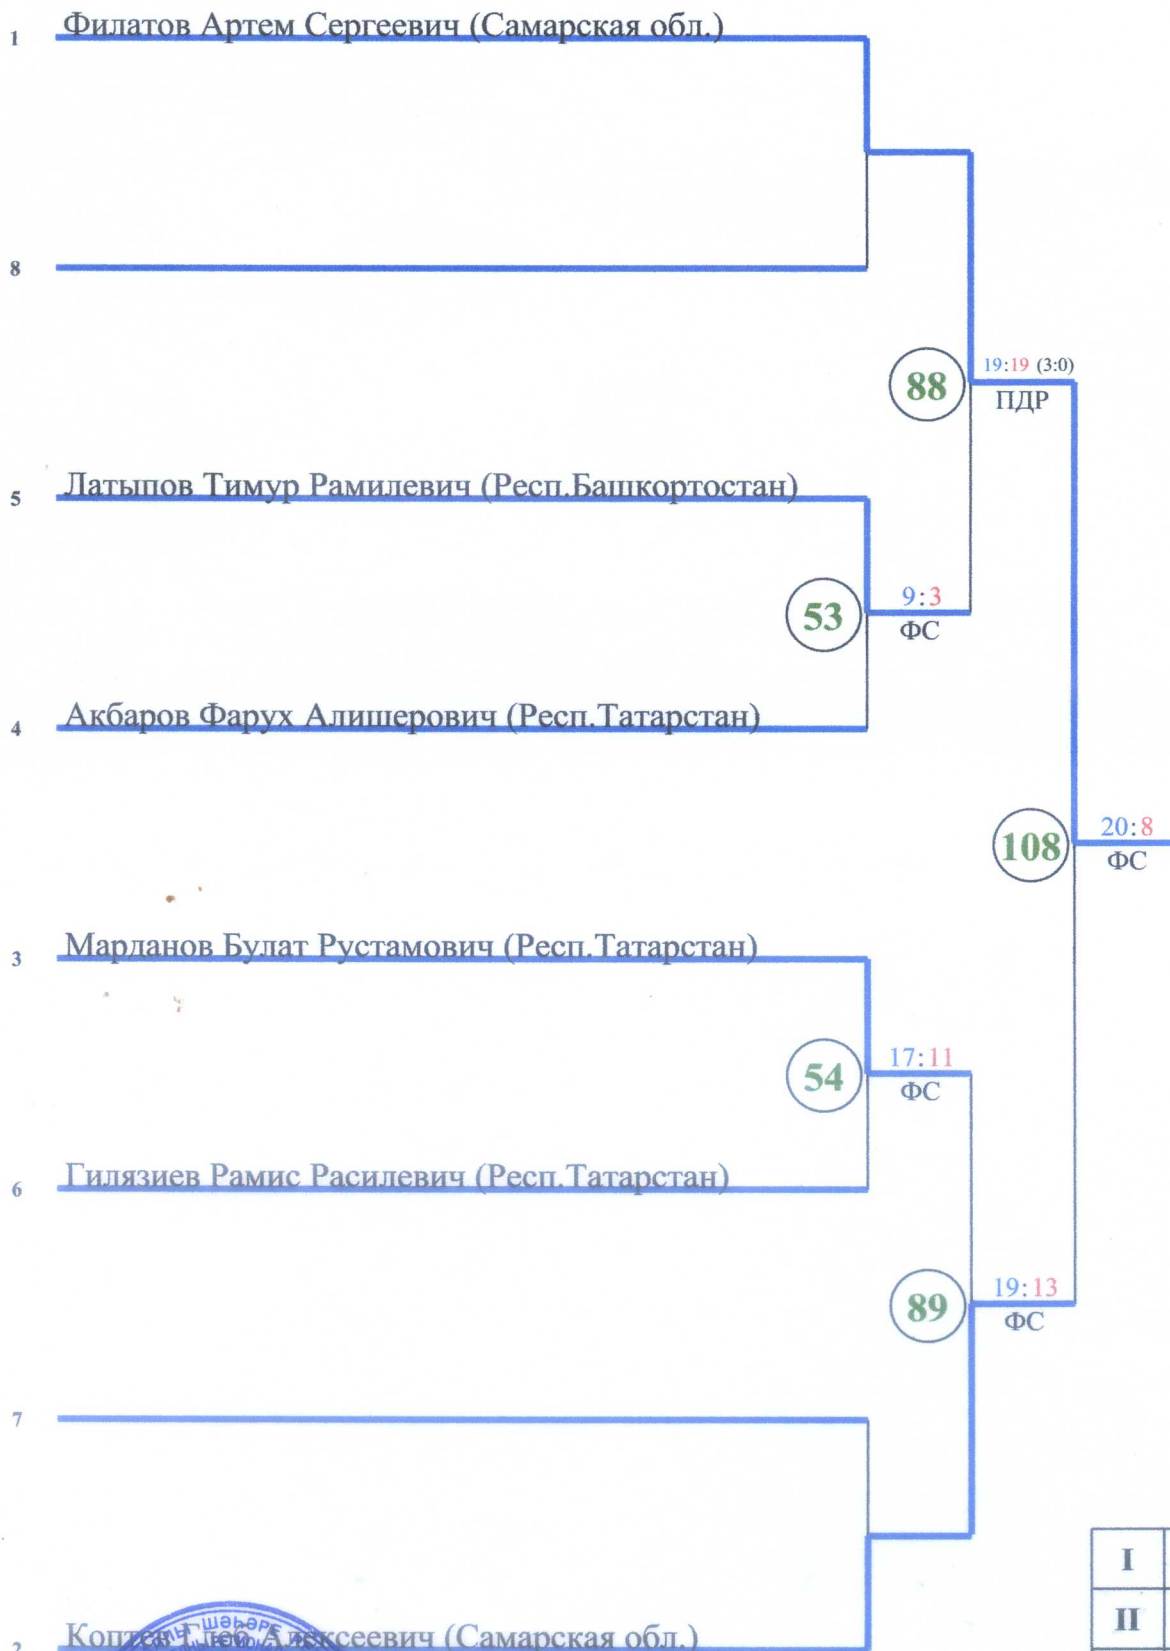 1 Филатов Артем Сергеевич (Самарская обл.)
8
88 19:19 (3:0)
ПДР
5 Латыпов Тимур Рамилевич (Респ.Башкортостан)
53 9:3
ФС
4 Акбаров Фарух Алишерович (Респ.Татарстан)
108 20:8
ФС
3 Марданов Булат Рустамович (Респ.Татарстан)
54 17:11
ФС
6 Гилязиев Рамис Расилевич (Респ.Татарстан)
89 19:13
ФС
7
I
II
2 Алексеевич (Самарская обл.)